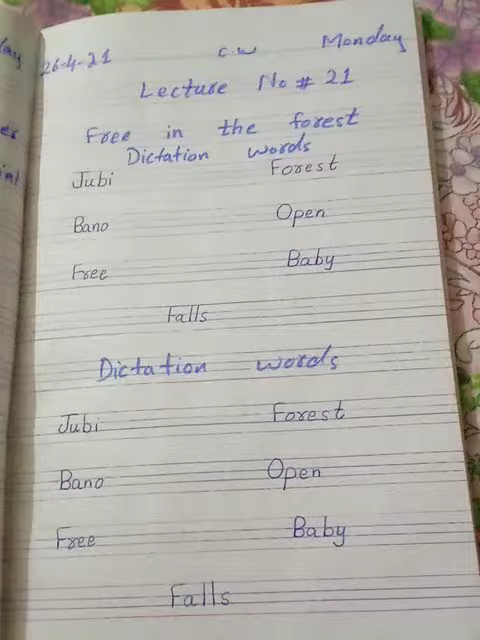 26-4-21 C.W Monday
Lecture No # 21
Free in the forest
Dictation words
Jubi Forest
Bano Open
Free Baby
Falls
Dictation words
Jubi Forest
Bano Open
Free Baby
Falls